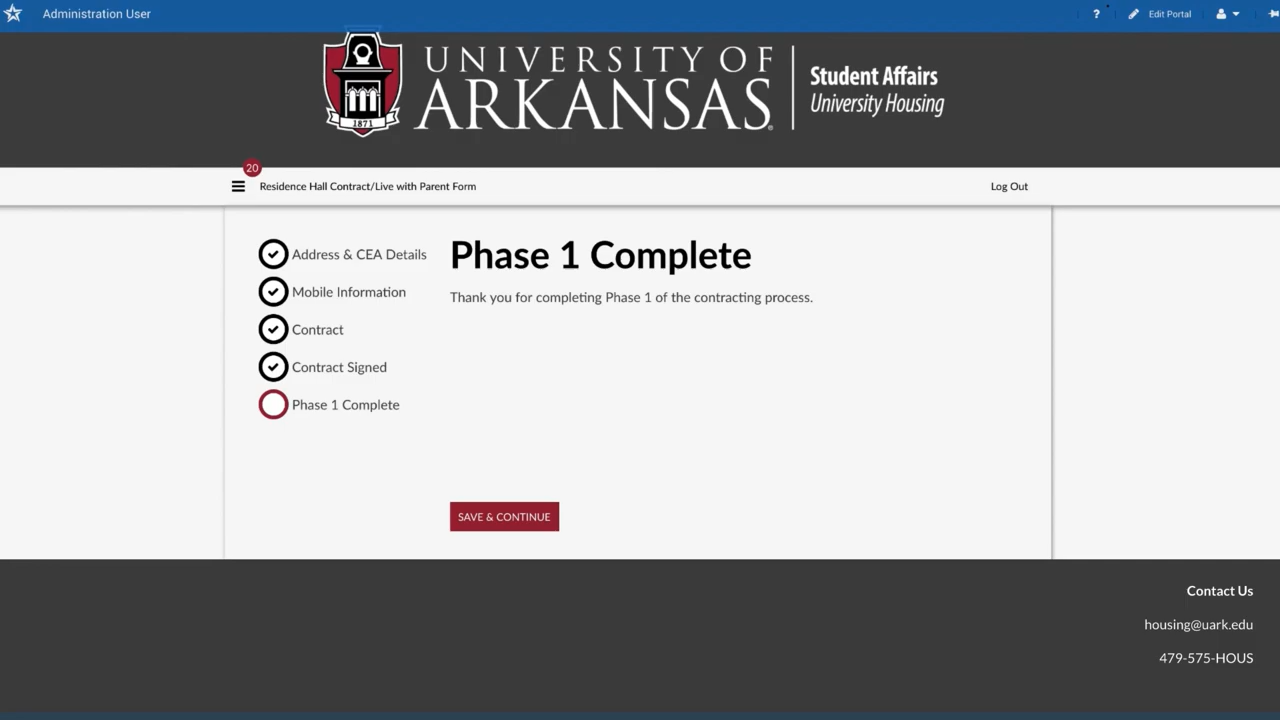 Administration User
? Edit Portal
UNIVERSITY OF
ARKANSAS
1871
Student Affairs
University Housing
20
Residence Hall Contract/Live with Parent Form
Log Out
Address & CEA Details
Mobile Information
Contract
Contract Signed
Phase 1 Complete
Phase 1 Complete
Thank you for completing Phase 1 of the contracting process.
SAVE & CONTINUE
Contact Us
housing@uark.edu
479-575-HOUS